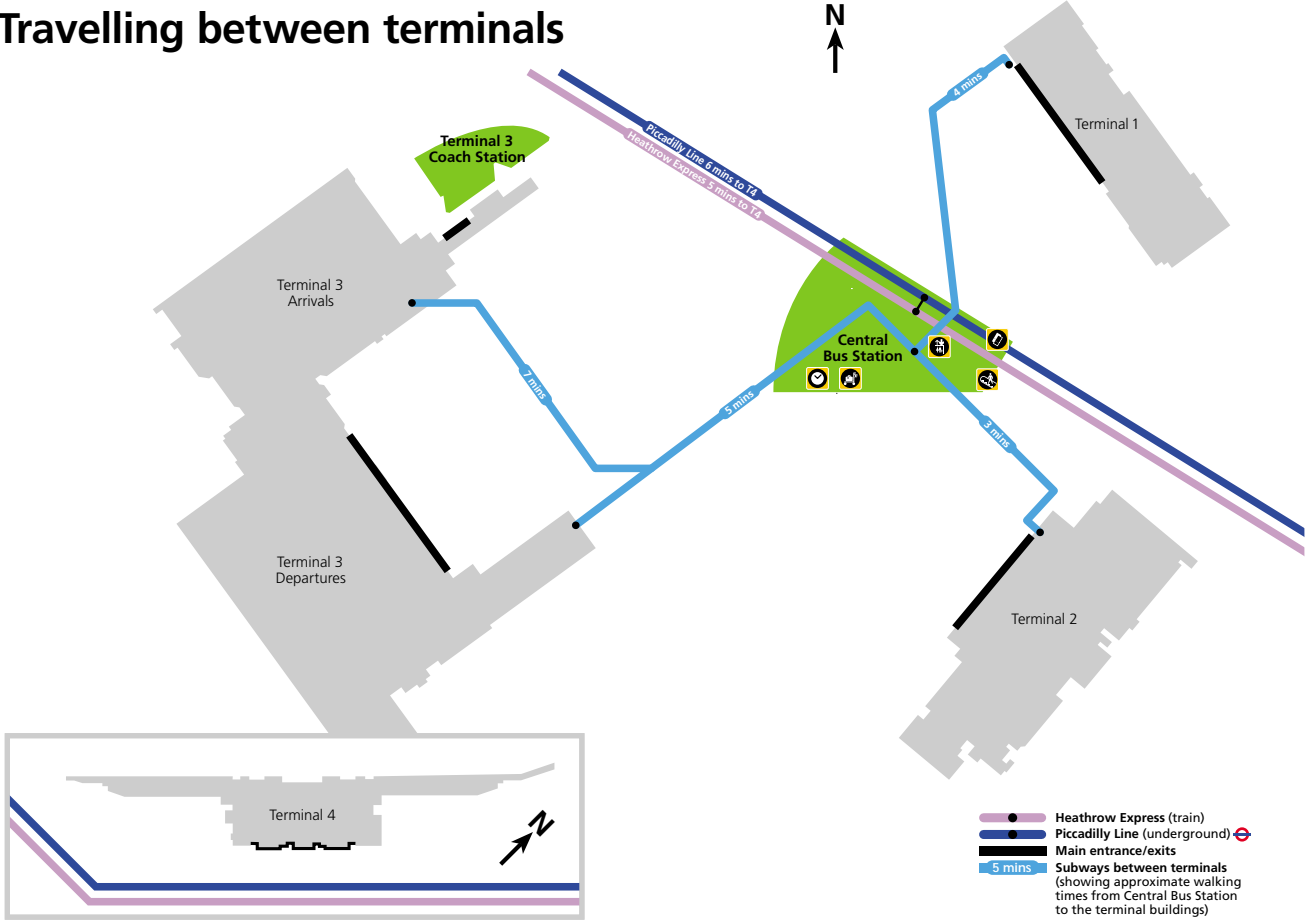 Travelling between terminals
N
4 mins
Terminal 1
Terminal 3
Coach Station
Piccadilly Line 6 mins to T4
Heathrow Express 5 mins to T4
Terminal 3
Arrivals
Central
Bus Station
7 mins
5 mins
3 mins
Terminal 3
Departures
Terminal 2
Terminal 4
N
Heathrow Express (train)
Piccadilly Line (underground)
Main entrance/exits
5 mins Subways between terminals
(showing approximate walking
times from Central Bus Station
to the terminal buildings)